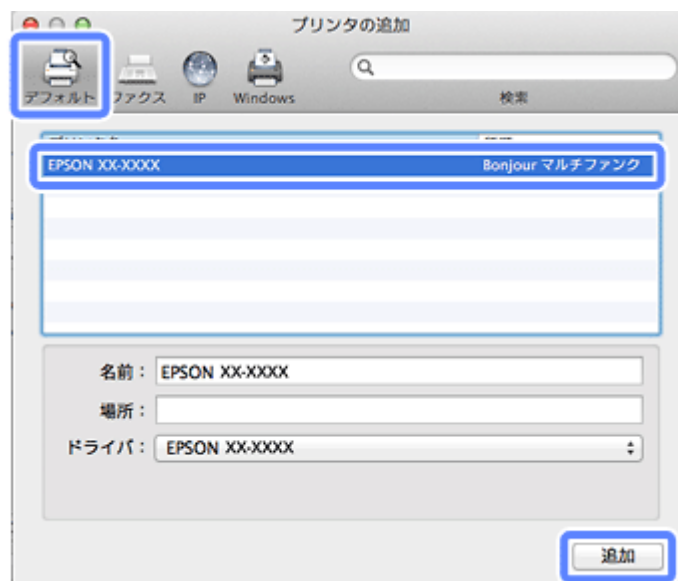 プリンタの追加
デフォルト ファクス IP Windows 検索
EPSON XX-XXXX Bonjour マルチファンク
名前： EPSON XX-XXXX
場所：
ドライバ： EPSON XX-XXXX
追加